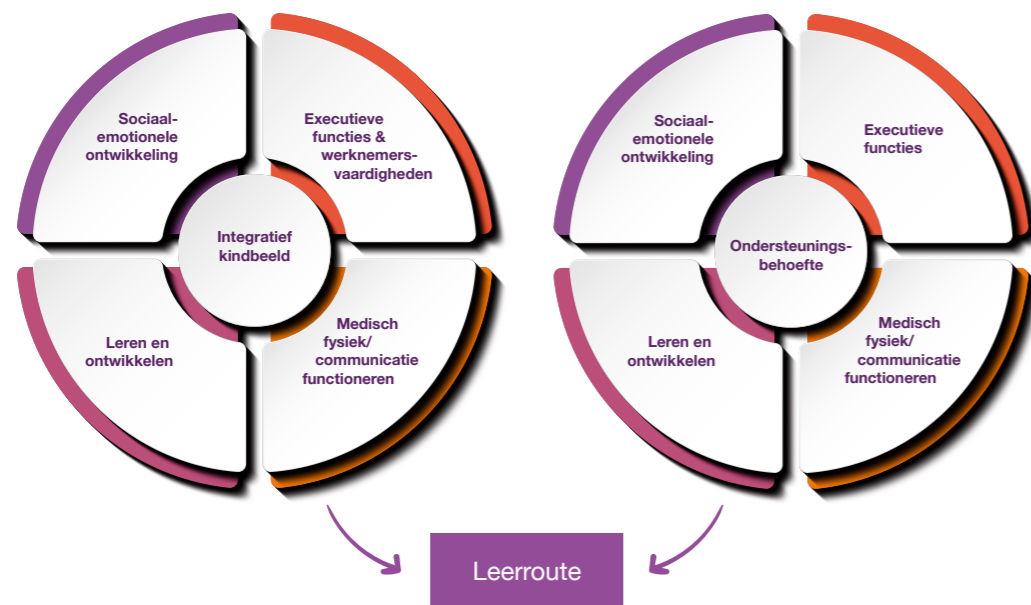 Sociaal-
emotionele
ontwikkeling
Executieve
functies &
werknemers-
vaardigheden
Integratief
kindbeeld
Leren en
ontwikkelen
Medisch
fysiek/
communicatie
functioneren
Sociaal-
emotionele
ontwikkeling
Executieve
functies
Ondersteunings-
behoefte
Leren en
ontwikkelen
Medisch
fysiek/
communicatie
functioneren
Leerroute